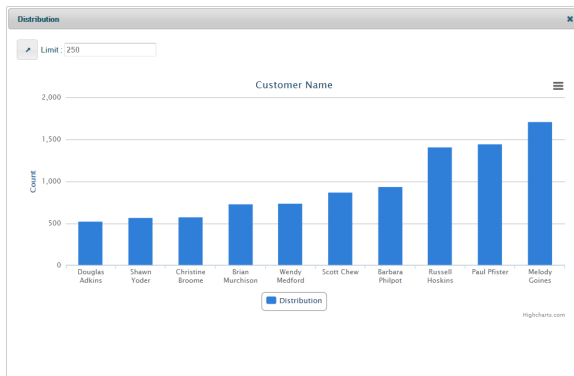 Distribution
Limit : 250
Customer Name
2,000
1,500
1,000
500
0
Count
Douglas Adkins
Shawn Yoder
Christine Broome
Brian Murchison
Wendy Medford
Scott Chew
Barbara Philpot
Russell Hoskins
Paul Pfister
Melody Goines
Distribution
Highcharts.com